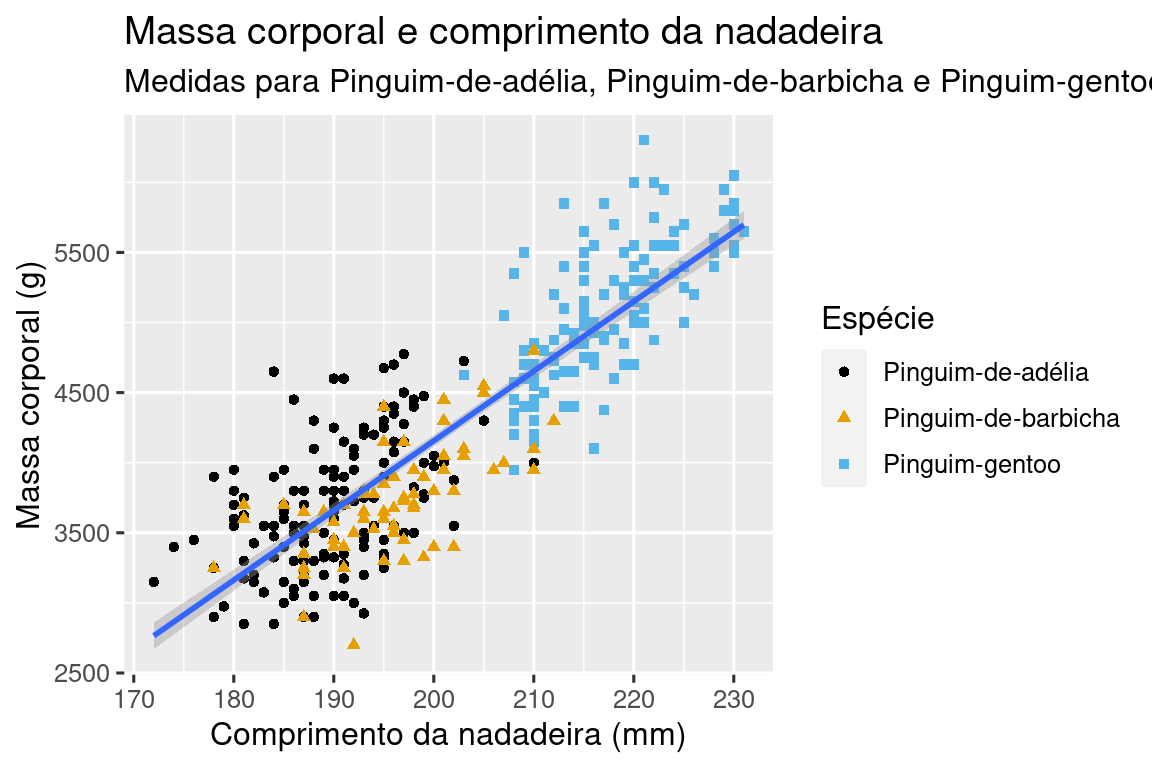 Massa corporal e comprimento da nadadeira
Medidas para Pinguim-de-adélia, Pinguim-de-barbicha e Pinguim-gentoo
Massa corporal (g)
5500
4500
3500
2500
170 180 190 200 210 220 230
Comprimento da nadadeira (mm)
Espécie
Pinguim-de-adélia
Pinguim-de-barbicha
Pinguim-gentoo